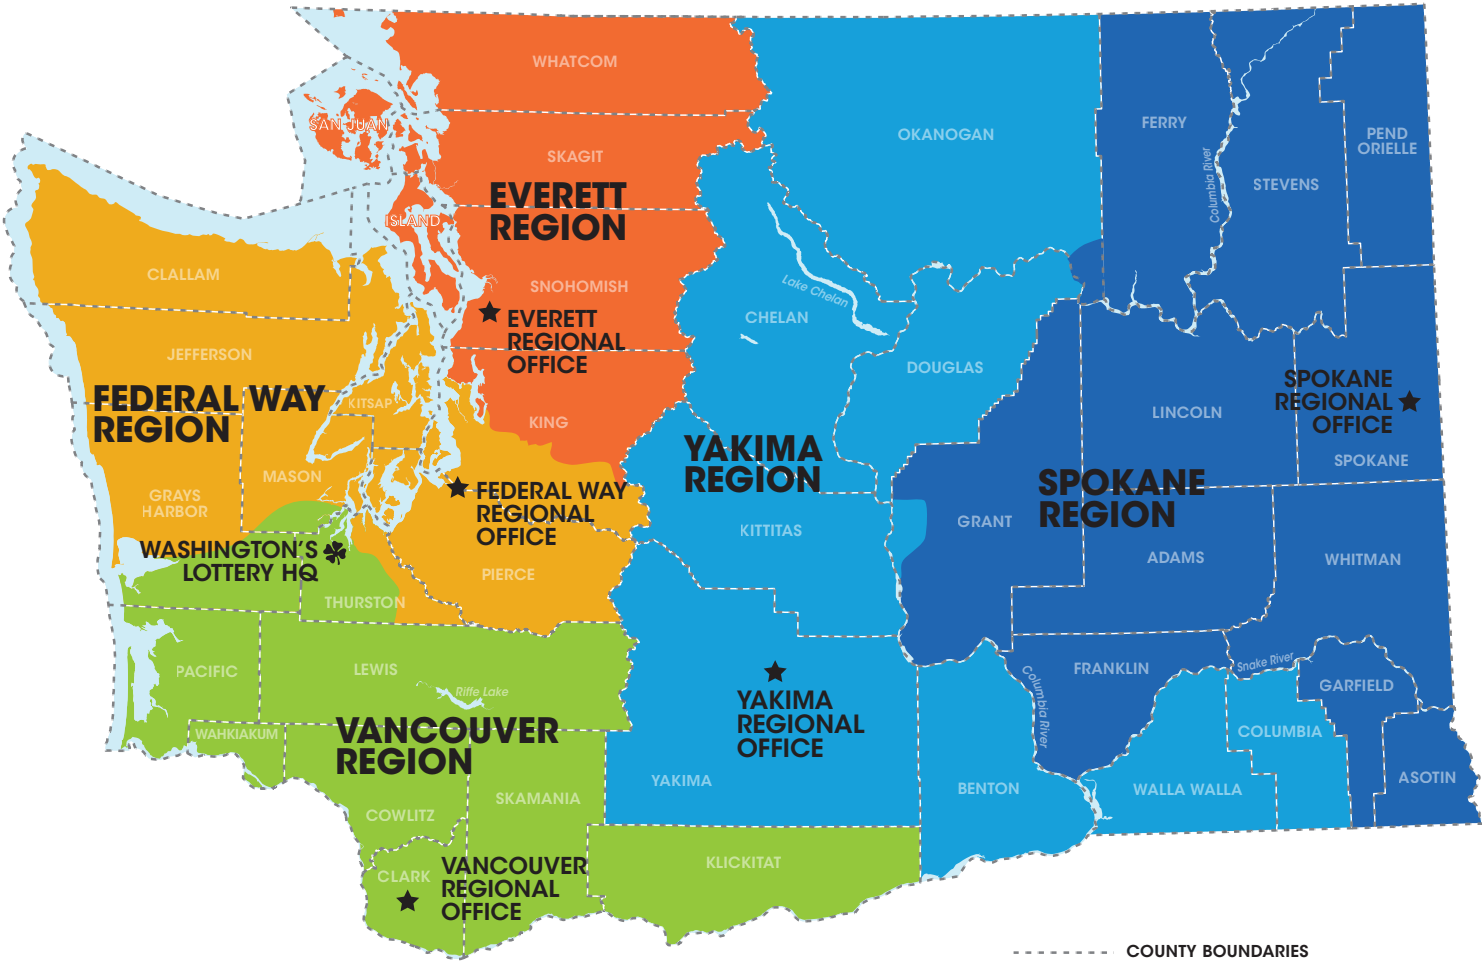 WHATCOM
SAN JUAN
SKAGIT
ISLAND
EVERETT
REGION
SNOHOMISH
EVERETT
REGIONAL
OFFICE
KING
CLALLAM
JEFFERSON
FEDERAL WAY
REGION
KITSAP
MASON
GRAYS
HARBOR
FEDERAL WAY
REGIONAL
OFFICE
PIERCE
WASHINGTON'S
LOTTERY HQ
THURSTON
PACIFIC
LEWIS
Riffe Lake
WAHKIAKUM
VANCOUVER
REGION
COWLITZ
SKAMANIA
CLARK
VANCOUVER
REGIONAL
OFFICE
KLICKITAT
OKANOGAN
Lake Chelan
CHELAN
DOUGLAS
YAKIMA
REGION
KITTITAS
YAKIMA
REGIONAL
OFFICE
YAKIMA
BENTON
WALLA WALLA
COLUMBIA
FERRY
Columbia River
STEVENS
PEND
ORIELLE
LINCOLN
SPOKANE
REGIONAL
OFFICE
SPOKANE
SPOKANE
REGION
GRANT
ADAMS
WHITMAN
FRANKLIN
Columbia River
Snake River
GARFIELD
ASOTIN
COUNTY BOUNDARIES